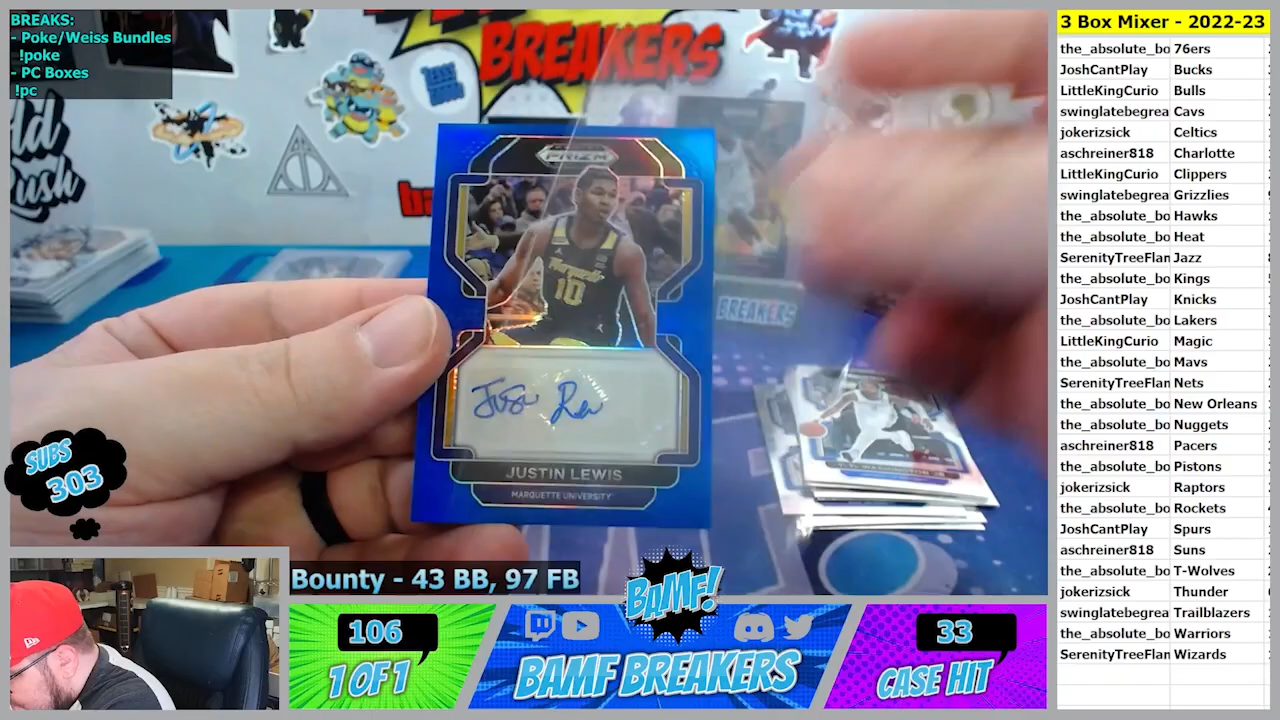 BREAKS:
- Poke/Weiss Bundles
!poke
- PC Boxes
!pc
BREAKERS
BREAKERS
PRIZM
Marquette
10
JUSTIN LEWIS
MARQUETTE UNIVERSITY
SUBS
303
Bounty - 43 BB, 97 FB
BAMF!
106
1 OF 1
BAMF BREAKERS
33
CASE HIT
3 Box Mixer - 2022-23
the_absolute_bo 76ers
JoshCantPlay Bucks
LittleKingCurio Bulls
swinglatebegrea Cavs
jokerizsick Celtics
aschreiner818 Charlotte
LittleKingCurio Clippers
swinglatebegrea Grizzlies
the_absolute_bo Hawks
the_absolute_bo Heat
SerenityTreeFlan Jazz
the_absolute_bo Kings
JoshCantPlay Knicks
the_absolute_bo Lakers
LittleKingCurio Magic
the_absolute_bo Mavs
SerenityTreeFlan Nets
the_absolute_bo New Orleans
the_absolute_bo Nuggets
aschreiner818 Pacers
the_absolute_bo Pistons
jokerizsick Raptors
the_absolute_bo Rockets
JoshCantPlay Spurs
aschreiner818 Suns
the_absolute_bo T-Wolves
jokerizsick Thunder
swinglatebegrea Trailblazers
the_absolute_bo Warriors
SerenityTreeFlan Wizards